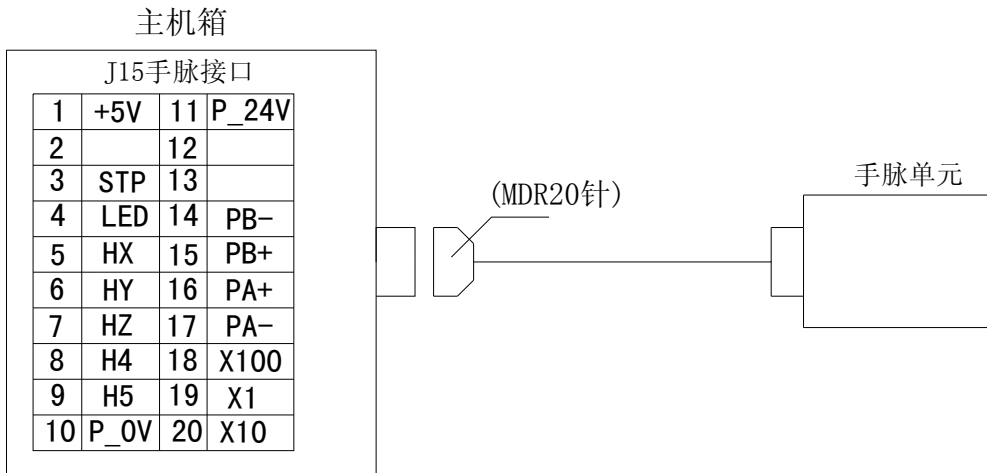 主机箱
J15手脉接口
1 +5V 11 P_24V
2 12
3 STP 13
4 LED 14 PB-
5 HX 15 PB+
6 HY 16 PA+
7 HZ 17 PA-
8 H4 18 X100
9 H5 19 X1
10 P_0V 20 X10
(MDR20针)
手脉单元